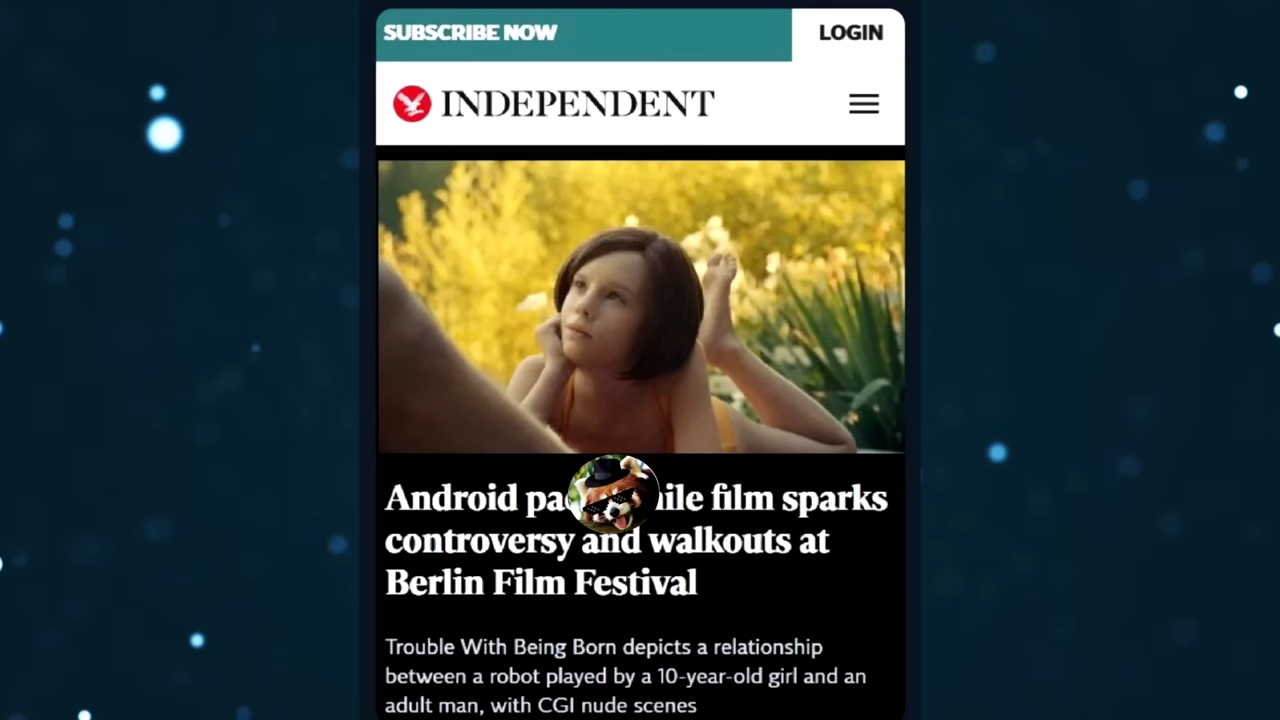 SUBSCRIBE NOW
LOGIN
INDEPENDENT
Android film sparks
controversy and walkouts at
Berlin Film Festival
Trouble With Being Born depicts a relationship
between a robot played by a 10-year-old girl and an
adult man, with CGI nude scenes